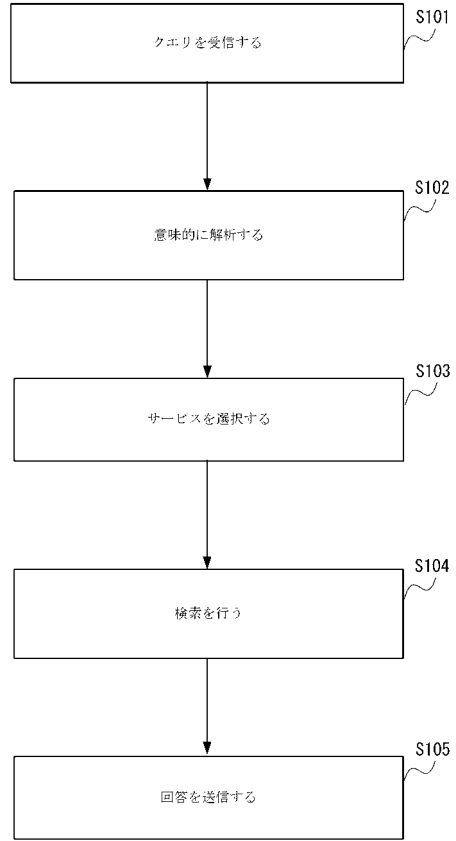 S101
クエリを受信する
S102
意味的に解析する
S103
サービスを選択する
S104
検索を行う
S105
回答を送信する